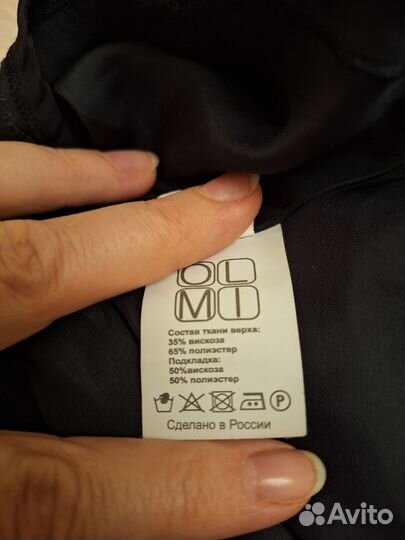 OL
MI
Состав ткани верха:
35% вискоза
65% полиэстер
Подкладка:
50%вискоза
50% полиэстер
P
Сделано в России
Avito